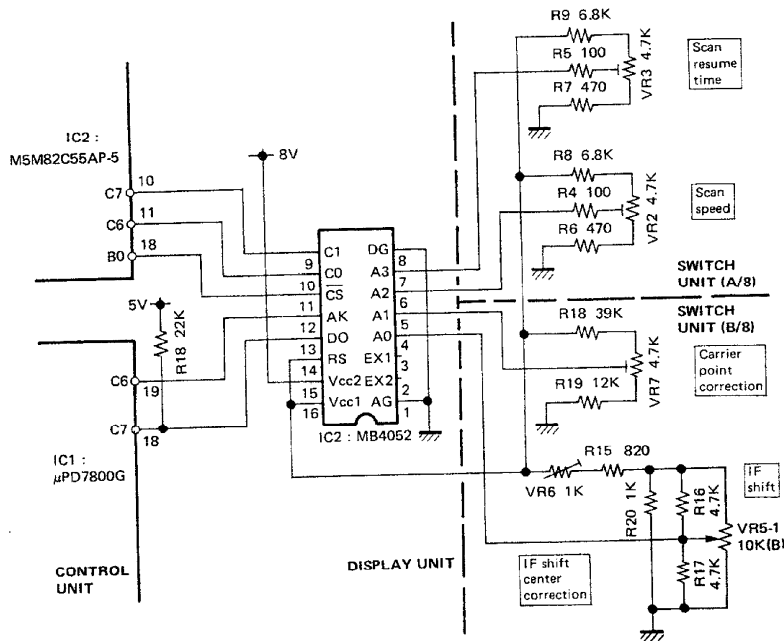 R9 6.8K
R5 100
R7 470
VR3 4.7K
Scan
resume
time
IC2 :
M5M82C55AP-5
8V
C7 10
C6 11
B0 18
R8 6.8K
R4 100
R6 470
VR2 4.7K
Scan
speed
C1
C0
CS
AK
DO
RS
Vcc2
Vcc1
9
10
11
12
13
14
15
16
DG
A3
A2
A1
A0
EX1
EX2
AG
8
7
6
5
4
3
2
1
IC2 : MB4052
SWITCH
UNIT (A/8)
SWITCH
UNIT (B/8)
5V
R18 22K
C6 19
C7 18
IC1 :
μPD7800G
R18 39K
R19 12K
VR7 4.7K
Carrier
point
correction
R15 820
VR6 1K
R20 1K
R16
4.7K
R17
4.7K
IF
shift
VR5-1
10K(B)
CONTROL
UNIT
DISPLAY UNIT
IF shift
center
correction